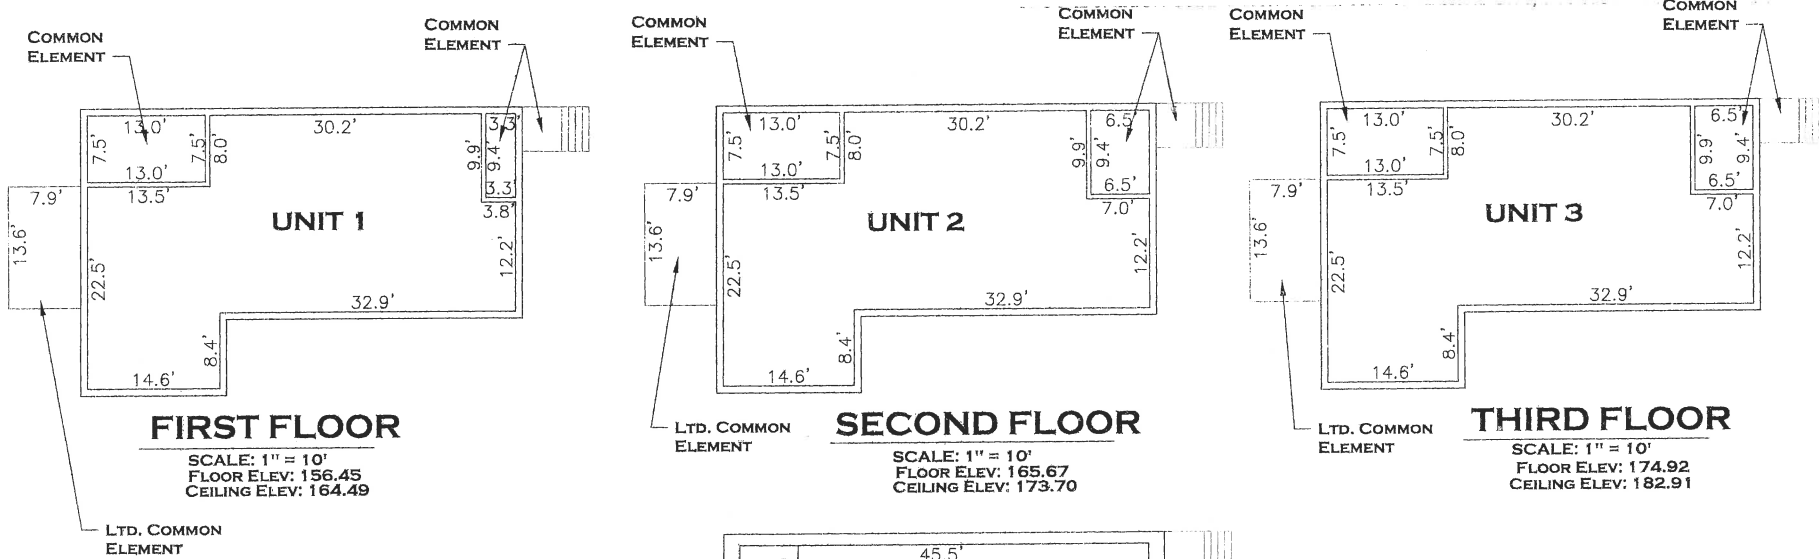 COMMON
ELEMENT
COMMON
ELEMENT
13.0'
7.5'
7.5'
8.0'
30.2'
3.3'
9.9'
9.4'
13.0'
13.5'
3.3'
3.8'
7.9'
13.6'
22.5'
UNIT 1
12.2'
32.9'
8.4'
14.6'
FIRST FLOOR
SCALE: 1" = 10'
FLOOR ELEV: 156.45
CEILING ELEV: 164.49
LTD. COMMON
ELEMENT
COMMON
ELEMENT
COMMON
ELEMENT
13.0'
7.5'
7.5'
8.0'
30.2'
6.5'
9.9'
9.4'
13.0'
13.5'
6.5'
7.0'
7.9'
13.6'
22.5'
UNIT 2
12.2'
32.9'
8.4'
14.6'
LTD. COMMON
ELEMENT
SECOND FLOOR
SCALE: 1" = 10'
FLOOR ELEV: 165.67
CEILING ELEV: 173.70
COMMON
ELEMENT
COMMON
ELEMENT
13.0'
7.5'
7.5'
8.0'
30.2'
6.5'
9.9'
9.4'
13.0'
13.5'
6.5'
7.0'
7.9'
13.6'
22.5'
UNIT 3
12.2'
32.9'
8.4'
14.6'
LTD. COMMON
ELEMENT
THIRD FLOOR
SCALE: 1" = 10'
FLOOR ELEV: 174.92
CEILING ELEV: 182.91
45.5'